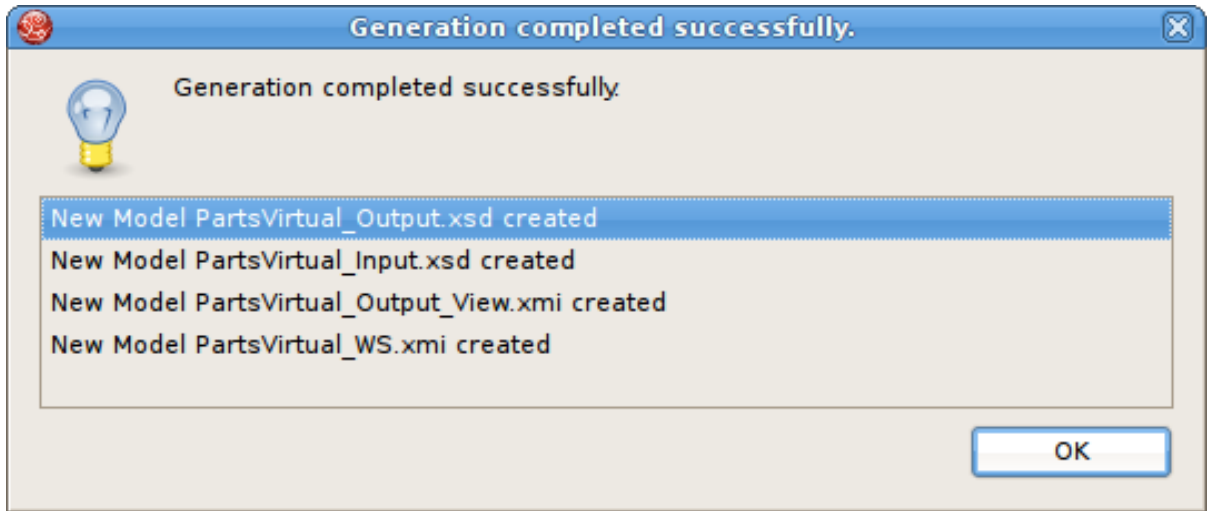 Generation completed successfully.
Generation completed successfully.
New Model PartsVirtual_Output.xsd created
New Model PartsVirtual_Input.xsd created
New Model PartsVirtual_Output_View.xmi created
New Model PartsVirtual_WS.xmi created
OK